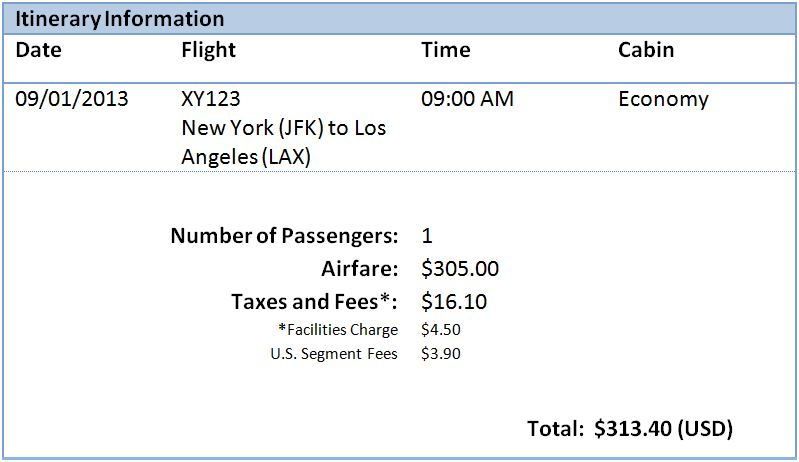 Itinerary Information
Date Flight Time Cabin
09/01/2013 XY123 09:00 AM Economy
New York (JFK) to Los
Angeles (LAX)
Number of Passengers: 1
Airfare: $305.00
Taxes and Fees*: $16.10
*Facilities Charge $4.50
U.S. Segment Fees $3.90
Total: $313.40 (USD)